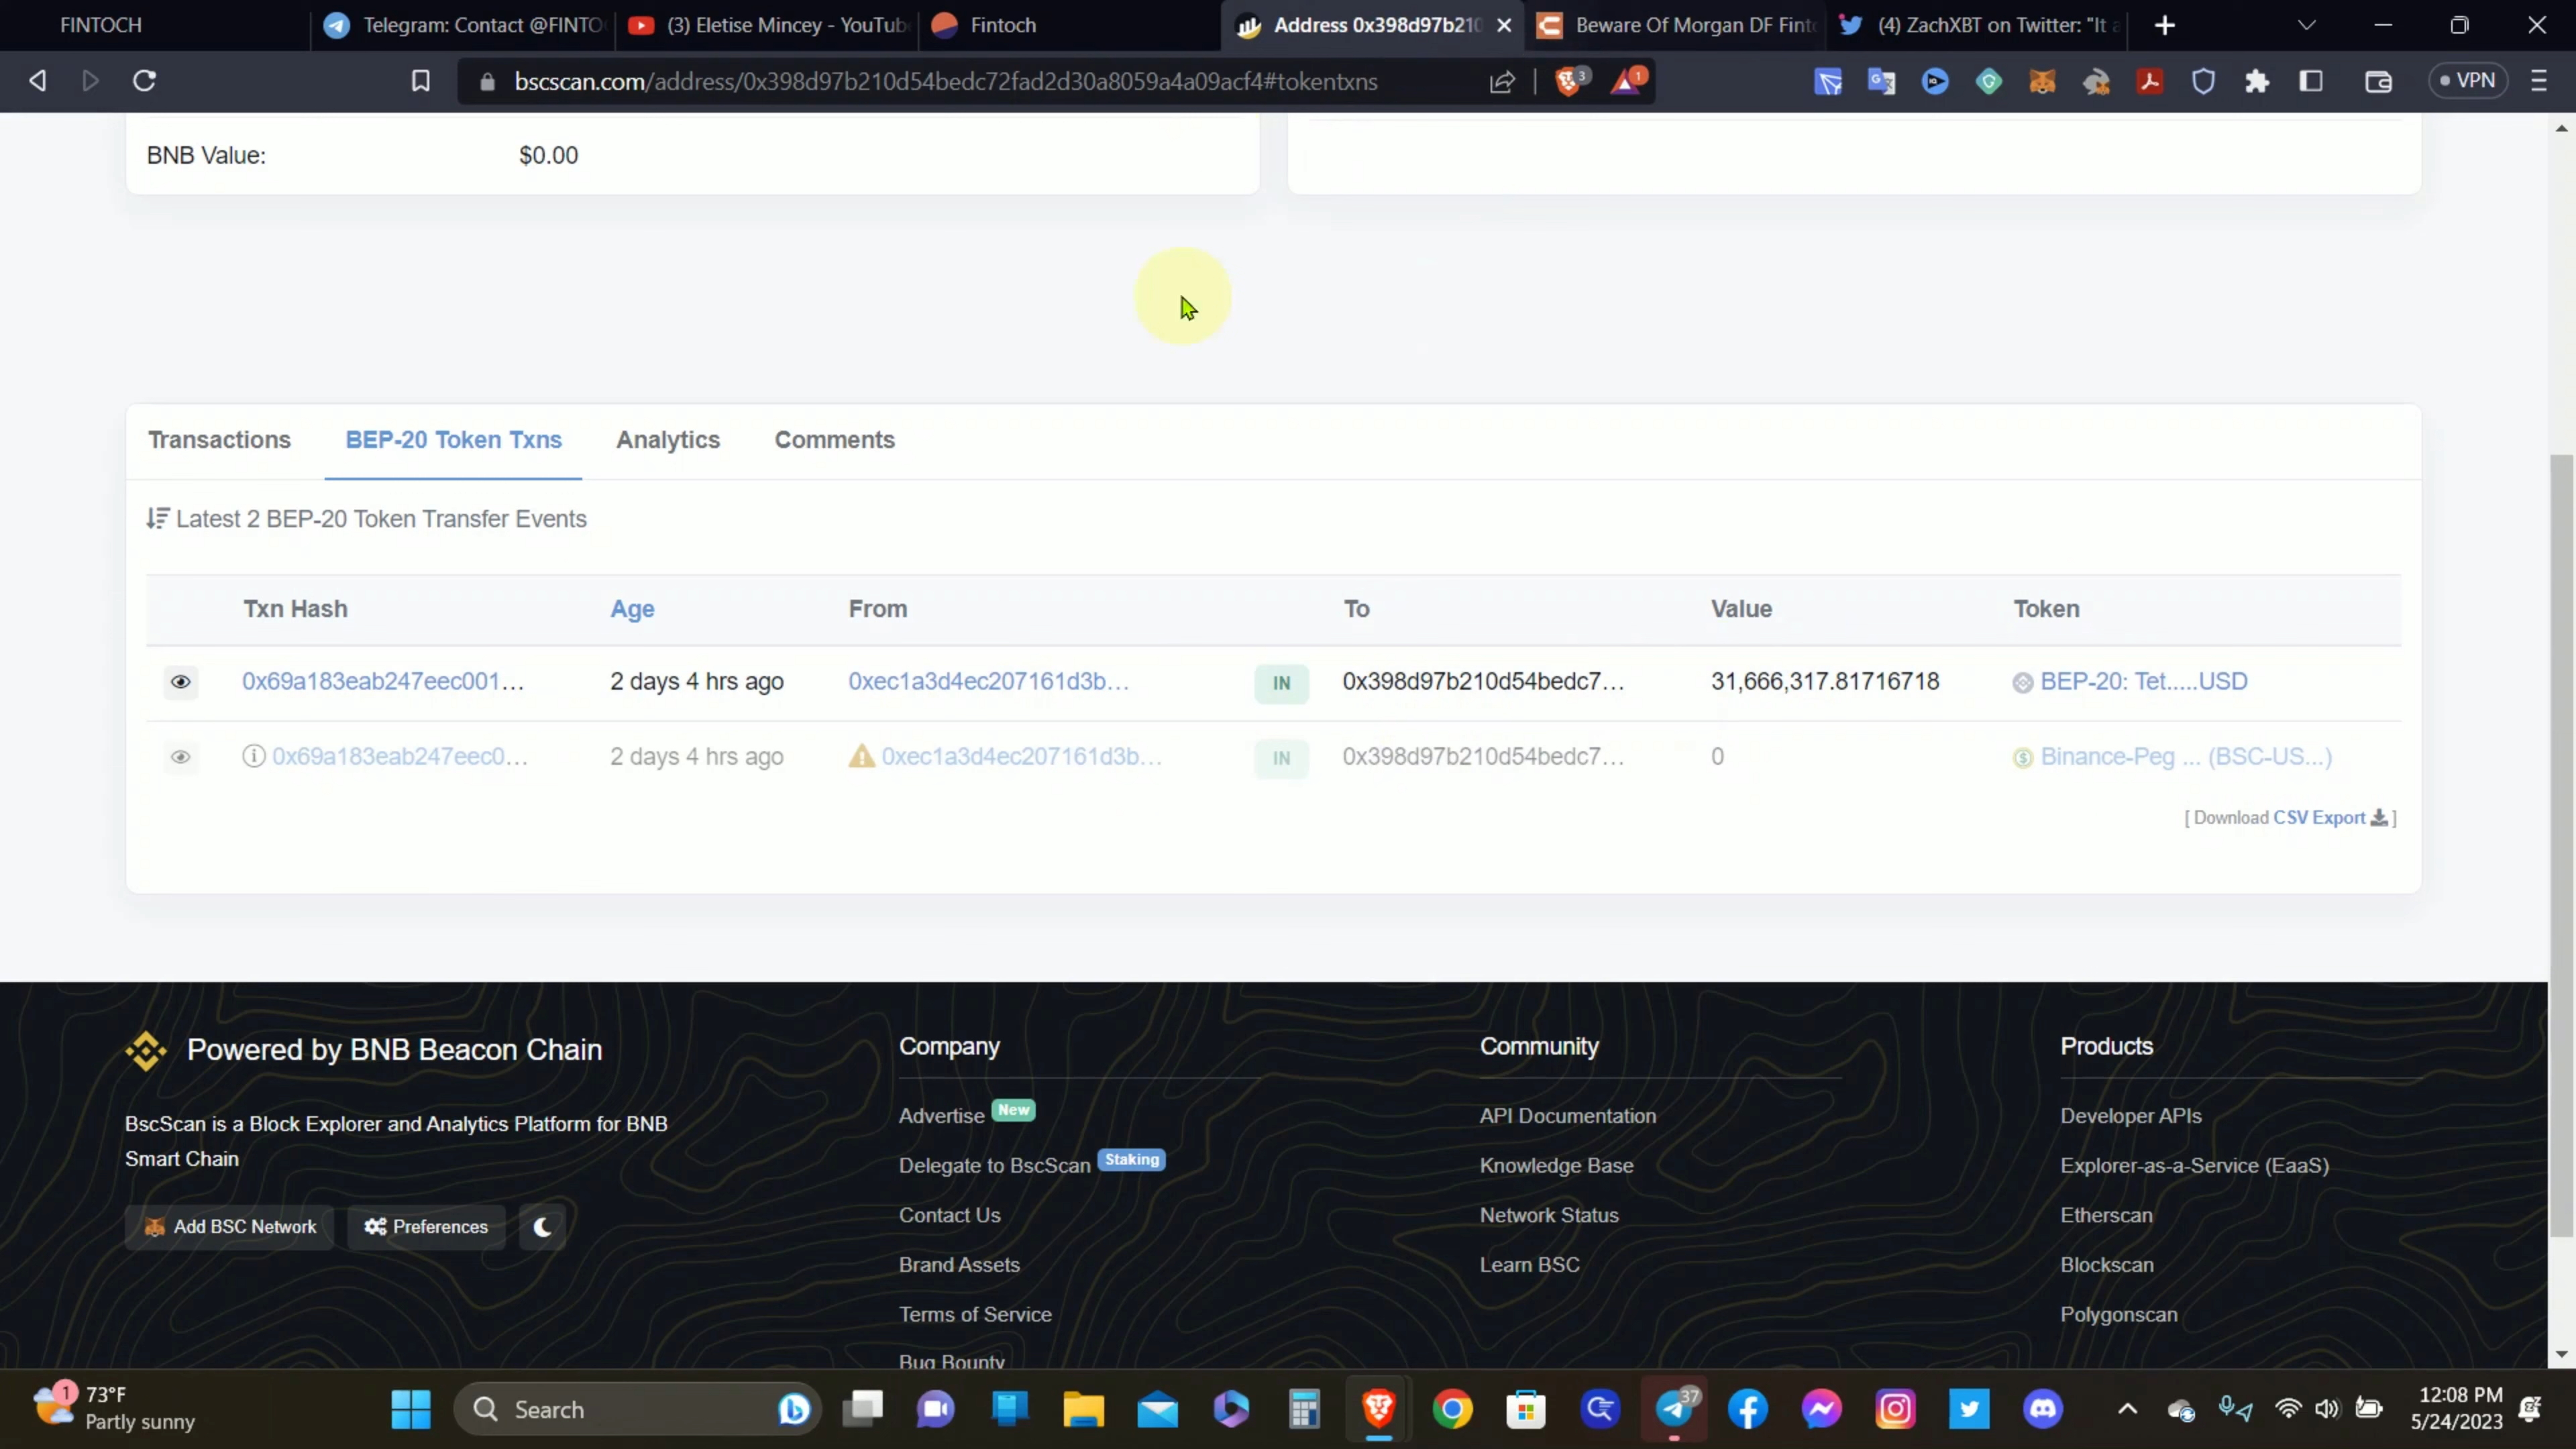 FINTOCH
Telegram: Contact @FINTO
(3) Eletise Mincey - YouTub
Fintoch
Address 0x398d97b210
Beware Of Morgan DF Finto
(4) ZachXBT on Twitter: "It a
bscscan.com/address/0x398d97b210d54bedc72fad2d30a8059a4a09acf4#tokentxns
3
1
VPN
BNB Value:
$0.00
Transactions
BEP-20 Token Txns
Analytics
Comments
Latest 2 BEP-20 Token Transfer Events
Txn Hash
Age
From
To
Value
Token
0x69a183eab247eec001...
2 days 4 hrs ago
0xec1a3d4ec207161d3b...
IN
0x398d97b210d54bedc7...
31,666,317.81716718
BEP-20: Tet.....USD
0x69a183eab247eec0...
2 days 4 hrs ago
0xec1a3d4ec207161d3b...
IN
0x398d97b210d54bedc7...
0
Binance-Peg ... (BSC-US...)
[ Download CSV Export ]
Powered by BNB Beacon Chain
BscScan is a Block Explorer and Analytics Platform for BNB
Smart Chain
Add BSC Network
Preferences
Company
Advertise New
Delegate to BscScan Staking
Contact Us
Brand Assets
Terms of Service
Bug Bounty
Community
API Documentation
Knowledge Base
Network Status
Learn BSC
Products
Developer APIs
Explorer-as-a-Service (EaaS)
Etherscan
Blockscan
Polygonscan
1
73°F
Partly sunny
Search
37
12:08 PM
5/24/2023